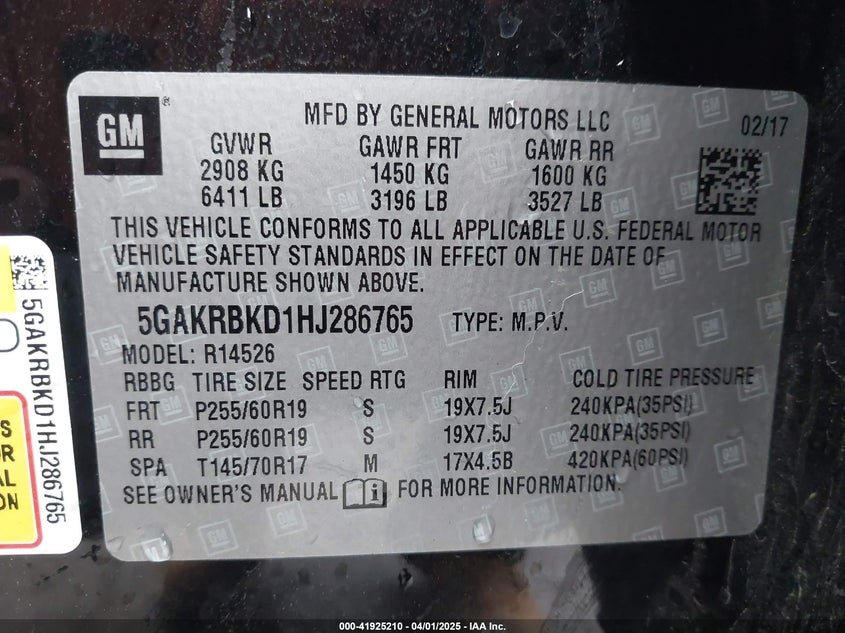 GM
MFD BY GENERAL MOTORS LLC 02/17
GVWR GAWR FRT GAWR RR
2908 KG 1450 KG 1600 KG
6411 LB 3196 LB 3527 LB
THIS VEHICLE CONFORMS TO ALL APPLICABLE U.S. FEDERAL MOTOR
VEHICLE SAFETY STANDARDS IN EFFECT ON THE DATE OF
MANUFACTURE SHOWN ABOVE.
5GAKRBKD1HJ286765 TYPE: M.P.V.
MODEL: R14526
RBBG TIRE SIZE SPEED RTG RIM COLD TIRE PRESSURE
FRT P255/60R19 S 19X7.5J 240KPA(35PSI)
RR P255/60R19 S 19X7.5J 240KPA(35PSI)
SPA T145/70R17 M 17X4.5B 420KPA(60PSI)
SEE OWNER'S MANUAL i FOR MORE INFORMATION.
5GAKRBKD1HJ286765
000-41925210 - 04/01/2025 - IAA Inc.